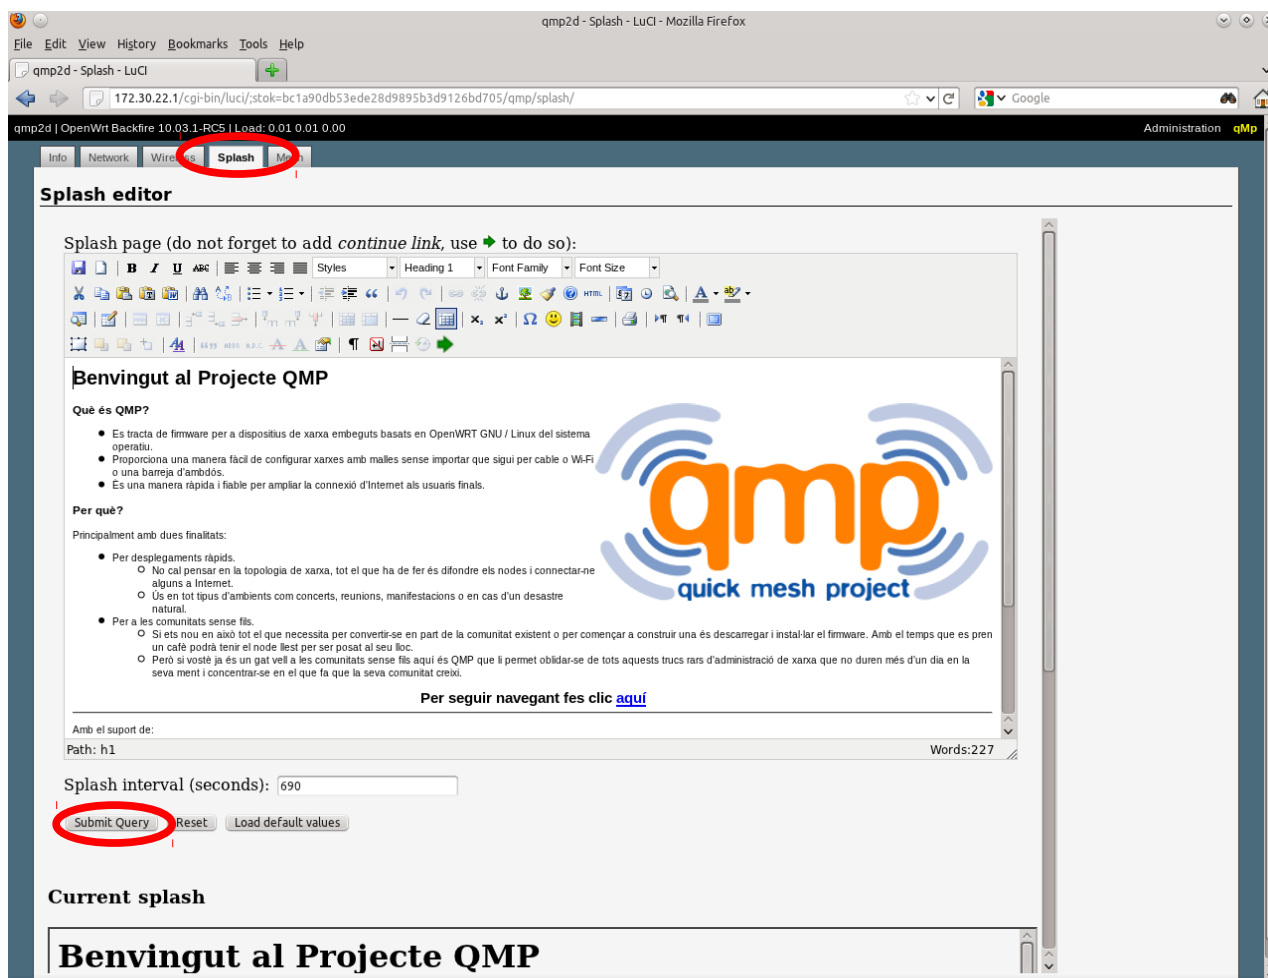 qmp2d - Splash - LuCI - Mozilla Firefox
File Edit View History Bookmarks Tools Help
qmp2d - Splash - LuCI
172.30.22.1/cgi-bin/luci/;stok=bc1a90db53ede28d9895b3d9126bd705/qmp/splash/
Google
qmp2d | OpenWrt Backfire 10.03.1-RC5 | Load: 0.01 0.01 0.00
Administration qMp
Info Network Wireless Splash Mesh
Splash editor
Splash page (do not forget to add continue link, use to do so):
B I U ABC Styles Heading 1 Font Family Font Size
HTML
Benvingut al Projecte QMP
Què és QMP?
Es tracta de firmware per a dispositius de xarxa embeguts basats en OpenWRT GNU / Linux del sistema
operatiu.
Proporciona una manera fàcil de configurar xarxes amb malles sense importar que sigui per cable o Wi-Fi
o una barreja d'ambdós.
És una manera ràpida i fiable per ampliar la connexió d'Internet als usuaris finals.
Per què?
Principalment amb dues finalitats:
Per desplegaments ràpids.
No cal pensar en la topologia de xarxa, tot el que ha de fer és difondre els nodes i connectar-ne
alguns a Internet.
Ús en tot tipus d'ambients com concerts, reunions, manifestacions o en cas d'un desastre
natural.
qmp
quick mesh project
Per a les comunitats sense fils.
Si ets nou en això tot el que necessita per convertir-se en part de la comunitat existent o per començar a construir una és descarregar i instal·lar el firmware. Amb el temps que es pren
un cafè podrà tenir el node llest per ser posat al seu lloc.
Però si vostè ja és un gat vell a les comunitats sense fils aquí és QMP que li permet oblidar-se de tots aquests trucs rars d'administració de xarxa que no duren més d'un dia en la
seva ment i concentrar-se en el que fa que la seva comunitat creixi.
Per seguir navegant fes clic aquí
Amb el suport de:
Path: h1
Words:227
Splash interval (seconds): 690
Submit Query Reset Load default values
Current splash
Benvingut al Projecte QMP